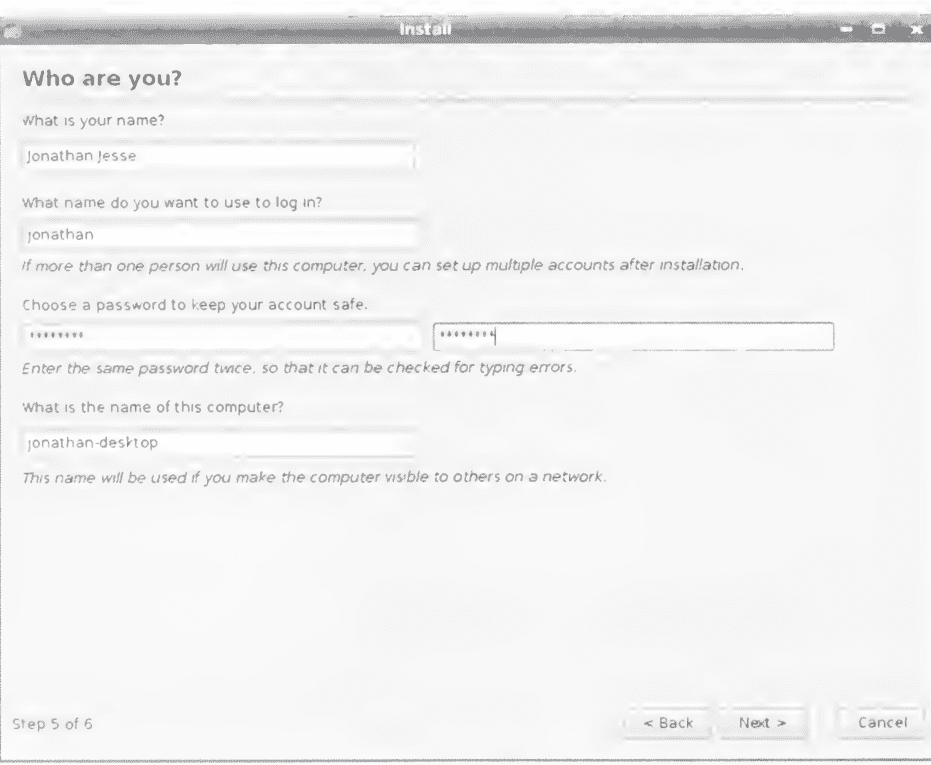 Install
Who are you?
What is your name?
Jonathan Jesse
What name do you want to use to log in?
jonathan
If more than one person will use this computer, you can set up multiple accounts after installation.
Choose a password to keep your account safe.
******** ********
Enter the same password twice, so that it can be checked for typing errors.
What is the name of this computer?
jonathan-desktop
This name will be used if you make the computer visible to others on a network.
Step 5 of 6 < Back Next > Cancel